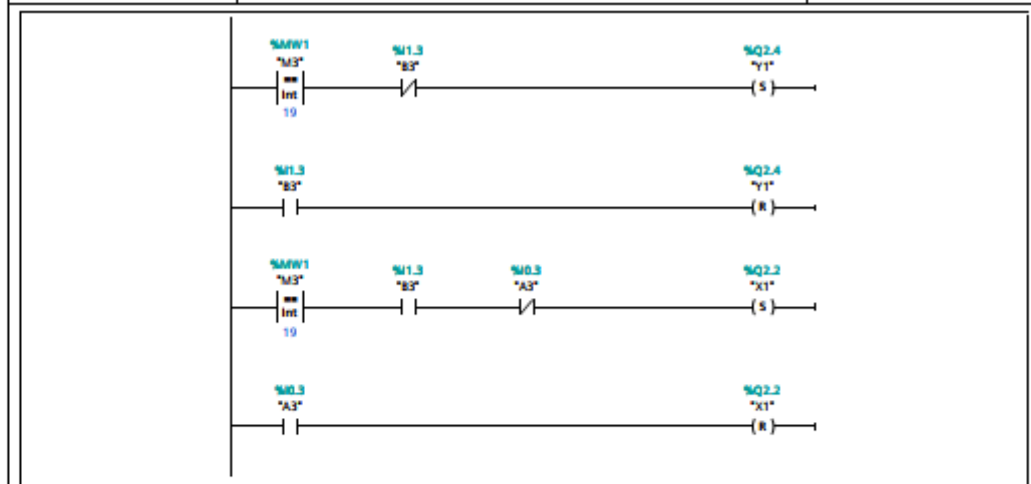 %MW1 %I1.3 %Q2.4
"M3" "B3" "Y1"
== S
Int
19
%I1.3 %Q2.4
"B3" "Y1"
R
%MW1 %I1.3 %I0.3 %Q2.2
"M3" "B3" "A3" "X1"
== S
Int
19
%I0.3 %Q2.2
"A3" "X1"
R